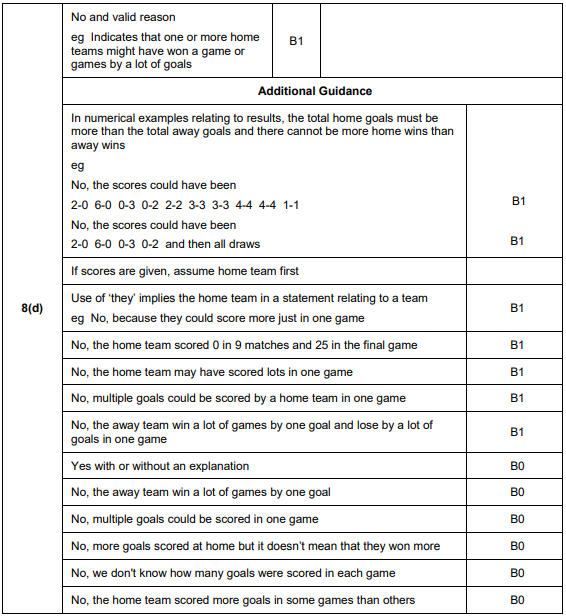 No and valid reason
eg Indicates that one or more home
teams might have won a game or
games by a lot of goals
B1
Additional Guidance
In numerical examples relating to results, the total home goals must be
more than the total away goals and there cannot be more home wins than
away wins
eg
No, the scores could have been
2-0 6-0 0-3 0-2 2-2 3-3 3-3 4-4 4-4 1-1
B1
No, the scores could have been
2-0 6-0 0-3 0-2 and then all draws
B1
If scores are given, assume home team first
8(d)
Use of ‘they’ implies the home team in a statement relating to a team
eg No, because they could score more just in one game
B1
No, the home team scored 0 in 9 matches and 25 in the final game
B1
No, the home team may have scored lots in one game
B1
No, multiple goals could be scored by a home team in one game
B1
No, the away team win a lot of games by one goal and lose by a lot of
goals in one game
B1
Yes with or without an explanation
B0
No, the away team win a lot of games by one goal
B0
No, multiple goals could be scored in one game
B0
No, more goals scored at home but it doesn’t mean that they won more
B0
No, we don't know how many goals were scored in each game
B0
No, the home team scored more goals in some games than others
B0